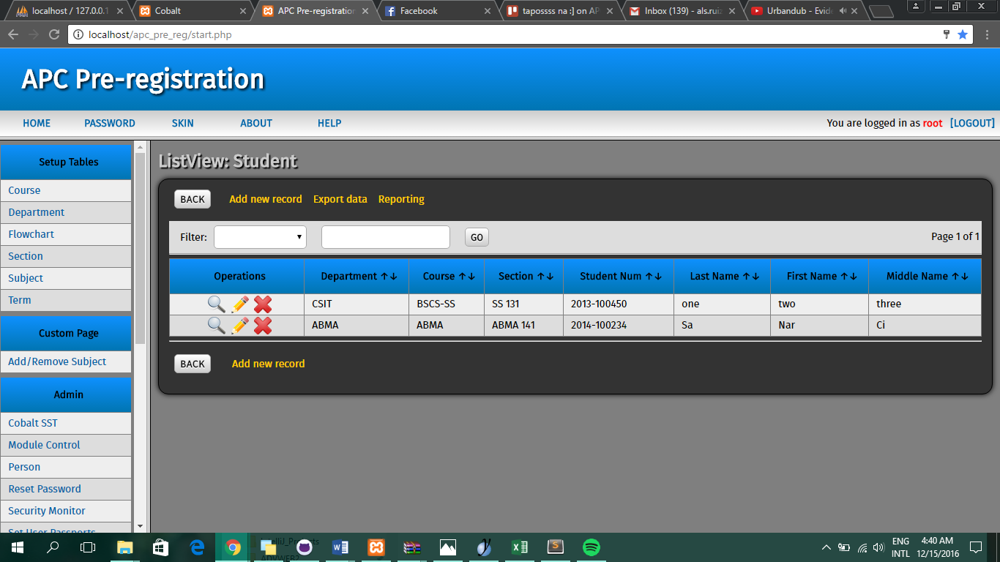 localhost / 127.0.0.1
Cobalt
APC Pre-registration
Facebook
tapossss na :] on AP
Inbox (139) - als.ruiz
Urbandub - Evide
localhost/apc_pre_reg/start.php
APC Pre-registration
HOME PASSWORD SKIN ABOUT HELP You are logged in as root [LOGOUT]
Setup Tables
Course
Department
Flowchart
Section
Subject
Term
Custom Page
Add/Remove Subject
Admin
Cobalt SST
Module Control
Person
Reset Password
Security Monitor
Set User Passports
ListView: Student
BACK Add new record Export data Reporting
Filter: GO Page 1 of 1
Operations Department ↑↓ Course ↑↓ Section ↑↓ Student Num ↑↓ Last Name ↑↓ First Name ↑↓ Middle Name ↑↓
CSIT BSCS-SS SS 131 2013-100450 one two three
ABMA ABMA ABMA 141 2014-100234 Sa Nar Ci
BACK Add new record
ENG 4:40 AM
INTL 12/15/2016